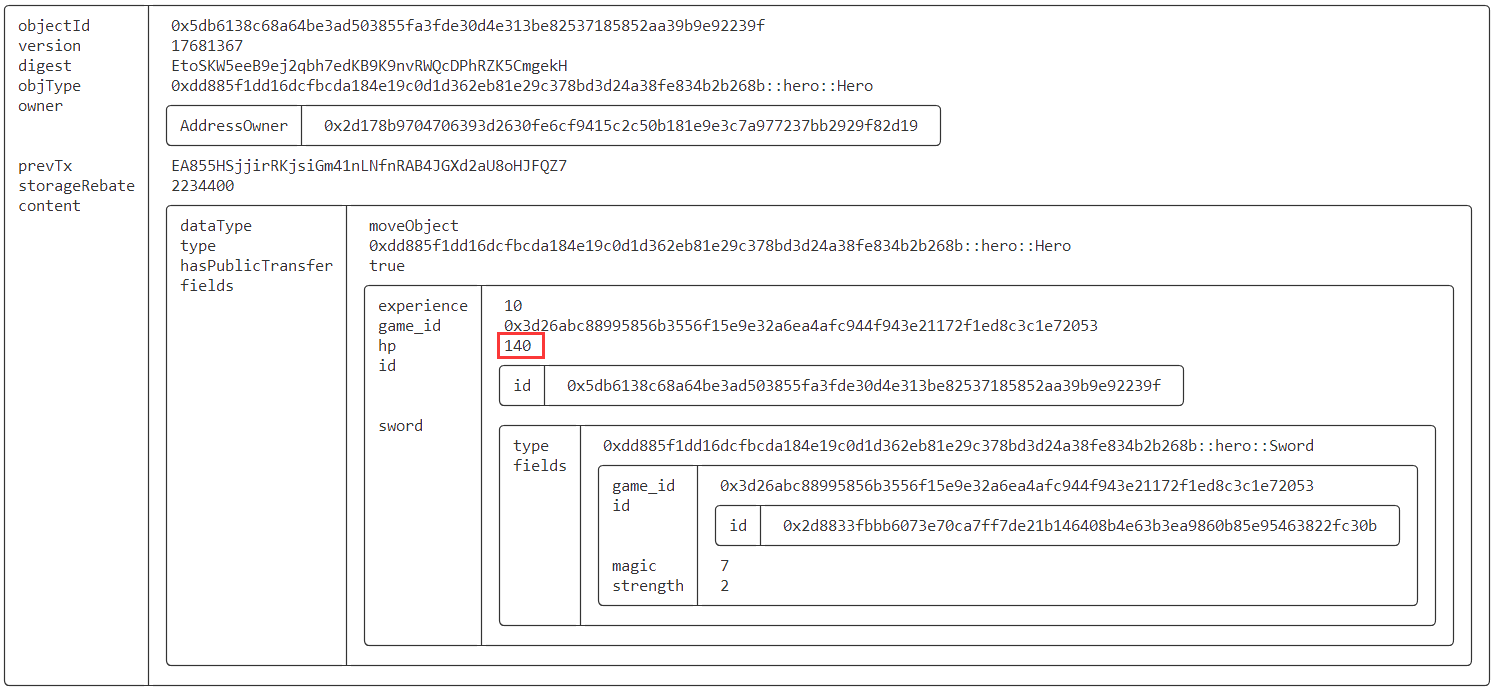 objectId 0x5db6138c68a64be3ad503855fa3fde30d4e313be82537185852aa39b9e92239f
version 17681367
digest EtoSKW5eeB9ej2qbh7edKB9K9nvRWQcDPhRZK5CmgekH
objType 0xdd885f1dd16dcfbcda184e19c0d1d362eb81e29c378bd3d24a38fe834b2b268b::hero::Hero
owner
AddressOwner 0x2d178b9704706393d2630fe6cf9415c2c50b181e9e3c7a977237bb2929f82d19
prevTx EA855HSjjirRKjsiGm41nLNfnRAB4JGXd2aU8oHJFQZ7
storageRebate 2234400
content
dataType moveObject
type 0xdd885f1dd16dcfbcda184e19c0d1d362eb81e29c378bd3d24a38fe834b2b268b::hero::Hero
hasPublicTransfer true
fields
experience 10
game_id 0x3d26abc88995856b3556f15e9e32a6ea4afc944f943e21172f1ed8c3c1e72053
hp 140
id
id 0x5db6138c68a64be3ad503855fa3fde30d4e313be82537185852aa39b9e92239f
sword
type 0xdd885f1dd16dcfbcda184e19c0d1d362eb81e29c378bd3d24a38fe834b2b268b::hero::Sword
fields
game_id 0x3d26abc88995856b3556f15e9e32a6ea4afc944f943e21172f1ed8c3c1e72053
id
id 0x2d8833fbbb6073e70ca7ff7de21b146408b4e63b3ea9860b85e95463822fc30b
magic 7
strength 2